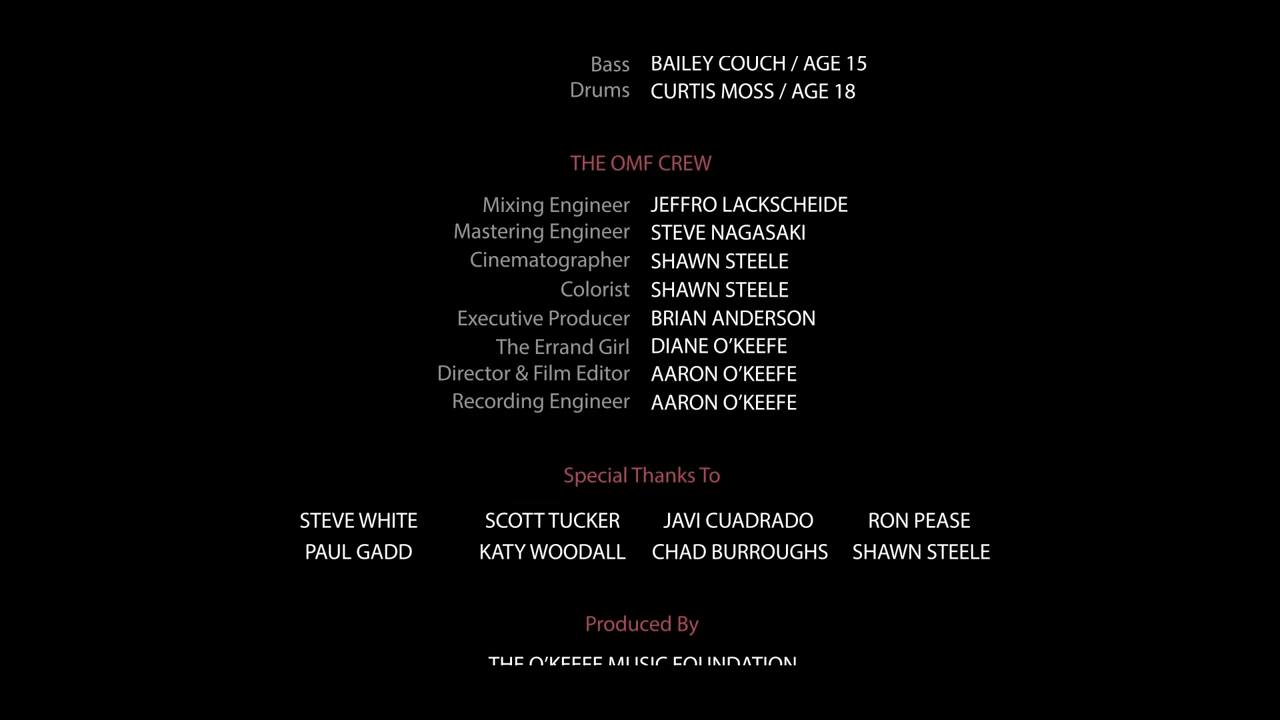 Bass BAILEY COUCH / AGE 15
Drums CURTIS MOSS / AGE 18
THE OMF CREW
Mixing Engineer JEFFRO LACKSCHEIDE
Mastering Engineer STEVE NAGASAKI
Cinematographer SHAWN STEELE
Colorist SHAWN STEELE
Executive Producer BRIAN ANDERSON
The Errand Girl DIANE O’KEEFE
Director & Film Editor AARON O’KEEFE
Recording Engineer AARON O’KEEFE
Special Thanks To
STEVE WHITE SCOTT TUCKER JAVI CUADRADO RON PEASE
PAUL GADD KATY WOODALL CHAD BURROUGHS SHAWN STEELE
Produced By
THE O’KEEFE MUSIC FOUNDATION